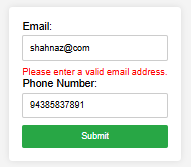 Email:
shahnaz@com
Please enter a valid email address.
Phone Number:
94385837891
Submit